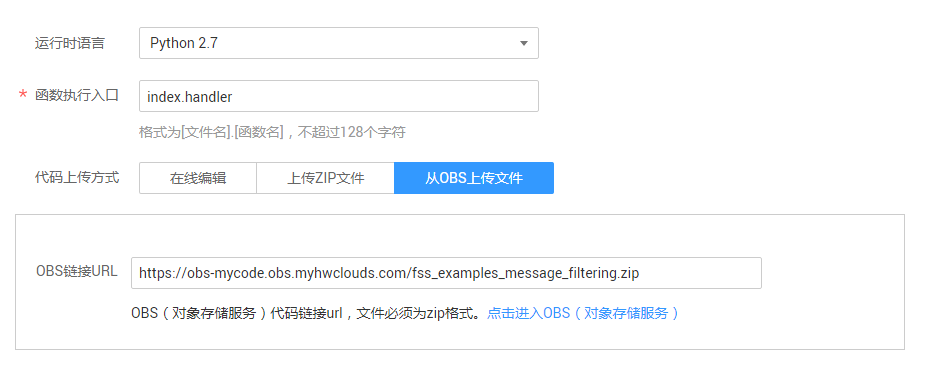 运行时语言 Python 2.7
* 函数执行入口 index.handler
格式为[文件名].[函数名]，不超过128个字符
代码上传方式 在线编辑 上传ZIP文件 从OBS上传文件
OBS链接URL https://obs-mycode.obs.myhwclouds.com/fss_examples_message_filtering.zip
OBS（对象存储服务）代码链接url，文件必须为zip格式。点击进入OBS（对象存储服务）